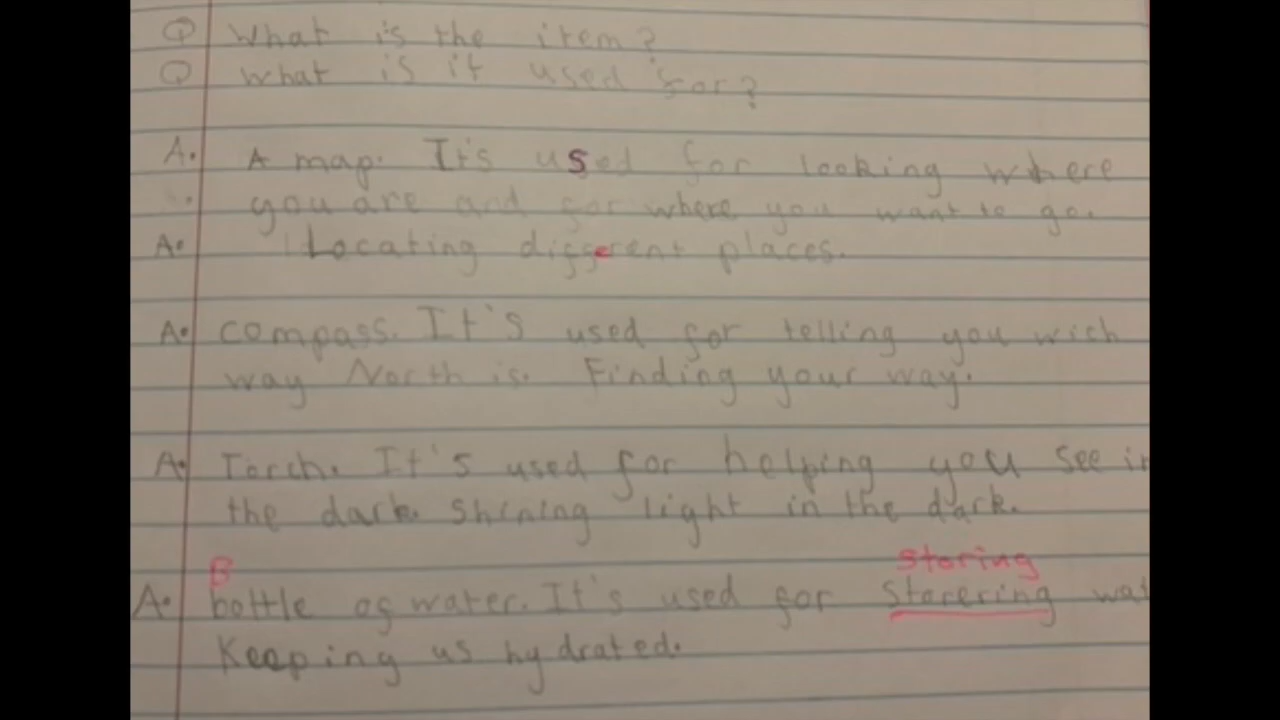 Q What is the item?
Q What is it used for?
A. A map. It's used for looking where
you are and for where you want to go.
A. Locating different places.
A. compass. It's used for telling you wich
way North is. Finding your way.
A. Torch. It's used for helping you see in
the dark. Shining light in the dark.
B storing
A. bottle of water. It's used for Starering wat
Keeping us hydrated.